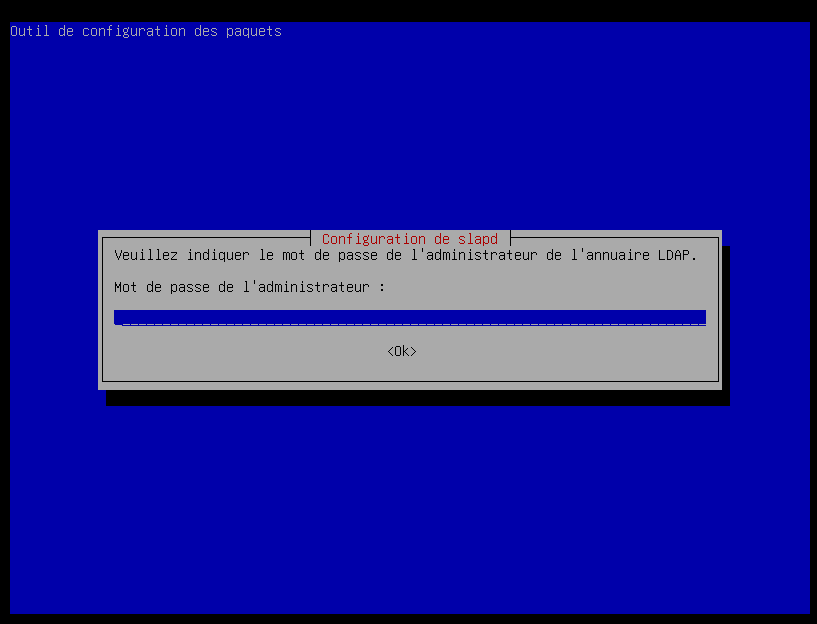 Outil de configuration des paquets
Configuration de slapd
Veuillez indiquer le mot de passe de l'administrateur de l'annuaire LDAP.
Mot de passe de l'administrateur :
<Ok>